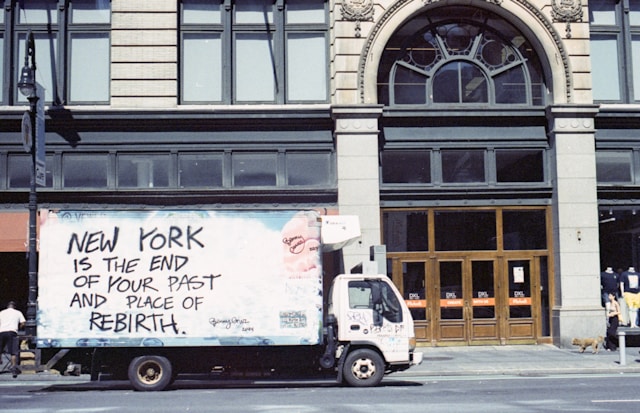 NEW YORK
IS THE END
OF YOUR PAST
AND PLACE OF
REBIRTH.